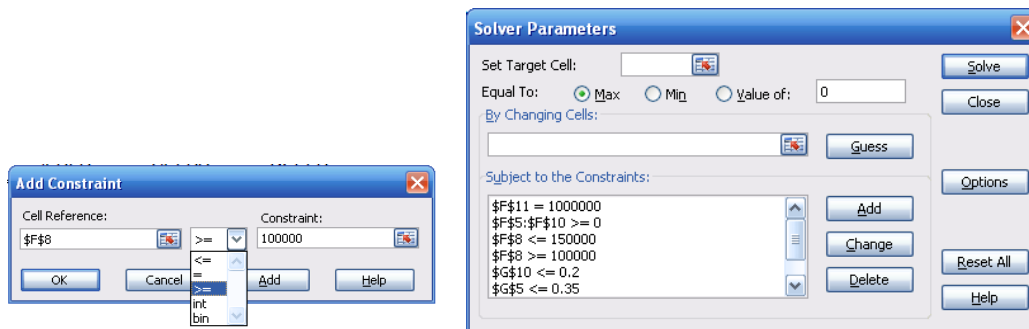 Add Constraint
Cell Reference:
Constraint:
$F$8
>=
100000
<=
=
>=
int
bin
OK
Cancel
Add
Help
Solver Parameters
Set Target Cell:
Equal To:
Max
Min
Value of:
0
By Changing Cells:
Guess
Subject to the Constraints:
$F$11 = 1000000
$F$5:$F$10 >= 0
$F$8 <= 150000
$F$8 >= 100000
$G$10 <= 0.2
$G$5 <= 0.35
Add
Change
Delete
Solve
Close
Options
Reset All
Help